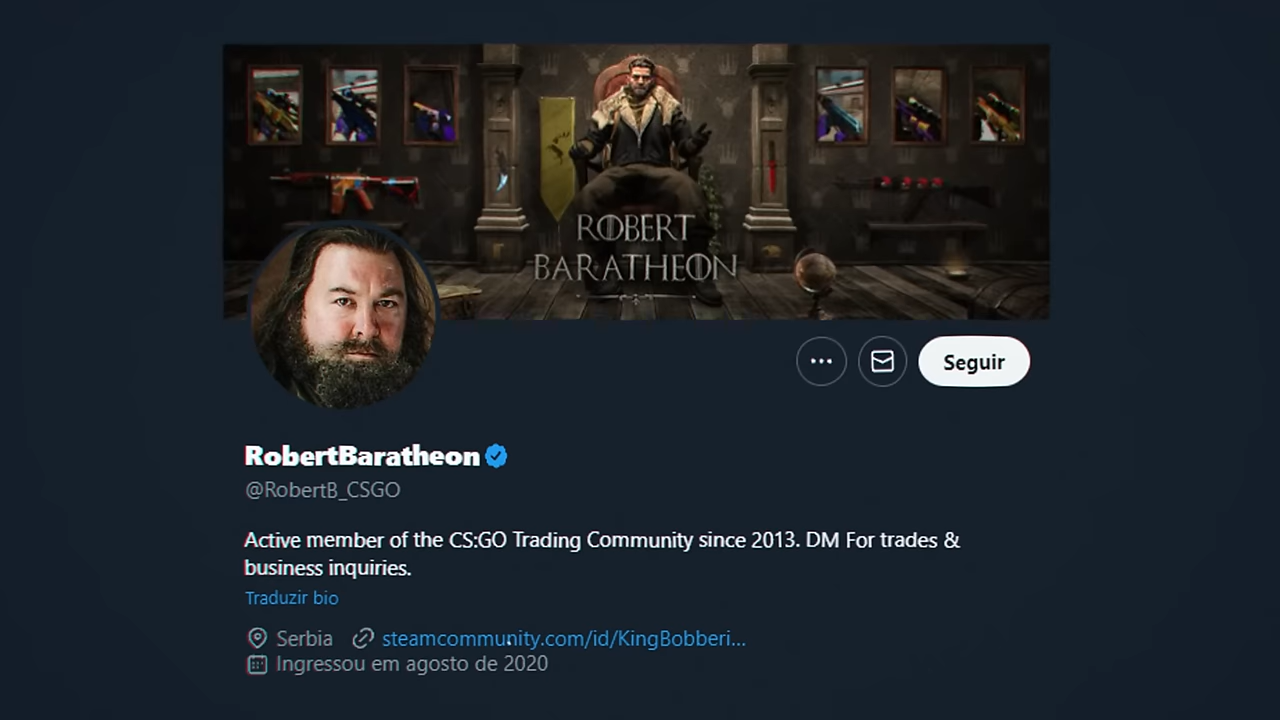 ROBERT
BARATHEON
Seguir
RobertBaratheon
@RobertB_CSGO
Active member of the CS:GO Trading Community since 2013. DM For trades &
business inquiries.
Traduzir bio
Serbia steamcommunity.com/id/KingBobberi...
Ingressou em agosto de 2020